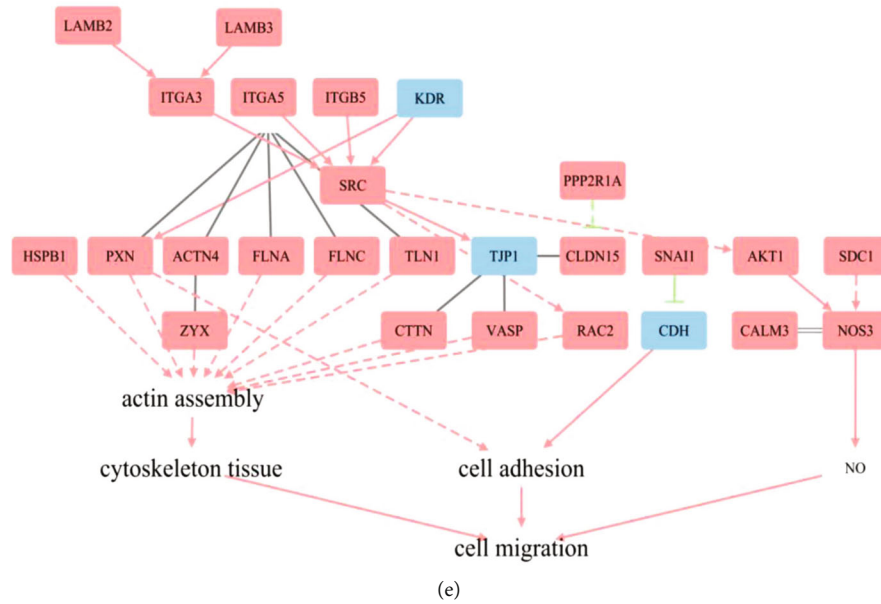 LAMB2
LAMB3
ITGA3
ITGA5
ITGB5
KDR
SRC
PPP2R1A
HSPB1
PXN
ACTN4
FLNA
FLNC
TLN1
TJP1
CLDN15
SNAI1
AKT1
SDC1
ZYX
CTTN
VASP
RAC2
CDH
CALM3
NOS3
actin assembly
cytoskeleton tissue
cell adhesion
NO
cell migration
(e)